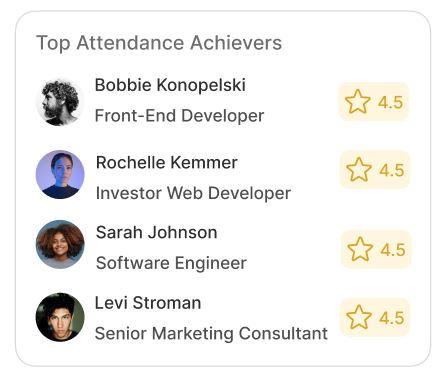 Top Attendance Achievers
Bobbie Konopelski
Front-End Developer
4.5
Rochelle Kemmer
Investor Web Developer
4.5
Sarah Johnson
Software Engineer
4.5
Levi Stroman
Senior Marketing Consultant
4.5